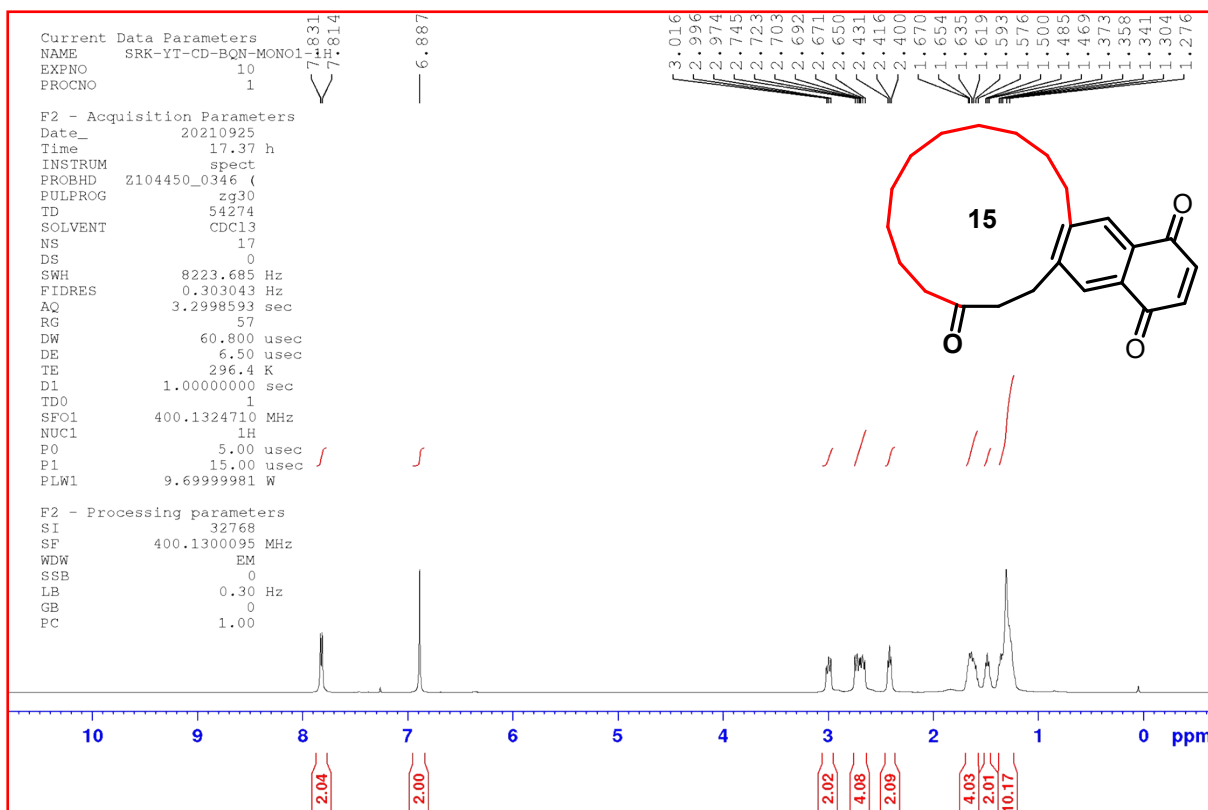 Current Data Parameters
NAME SRK-YT-CD-BQN-MONO1-1H
EXPNO 10
PROCNO 1
F2 - Acquisition Parameters
Date_ 20210925
Time 17.37 h
INSTRUM spect
PROBHD Z104450_0346 (
PULPROG zg30
TD 54274
SOLVENT CDCl3
NS 17
DS 0
SWH 8223.685 Hz
FIDRES 0.303043 Hz
AQ 3.2998593 sec
RG 57
DW 60.800 usec
DE 6.50 usec
TE 296.4 K
D1 1.00000000 sec
TD0 1
SFO1 400.1324710 MHz
NUC1 1H
P0 5.00 usec
P1 15.00 usec
PLW1 9.69999981 W
F2 - Processing parameters
SI 32768
SF 400.1300095 MHz
WDW EM
SSB 0
LB 0.30 Hz
GB 0
PC 1.00
7.831
7.814
6.887
3.016
2.996
2.974
2.745
2.723
2.703
2.692
2.671
2.650
2.431
2.416
2.400
1.670
1.654
1.635
1.619
1.593
1.576
1.500
1.485
1.469
1.373
1.358
1.341
1.304
1.276
15
O
O
O
10 9 8 7 6 5 4 3 2 1 0 ppm
2.04
2.00
2.02
4.08
2.09
4.03
2.01
10.17